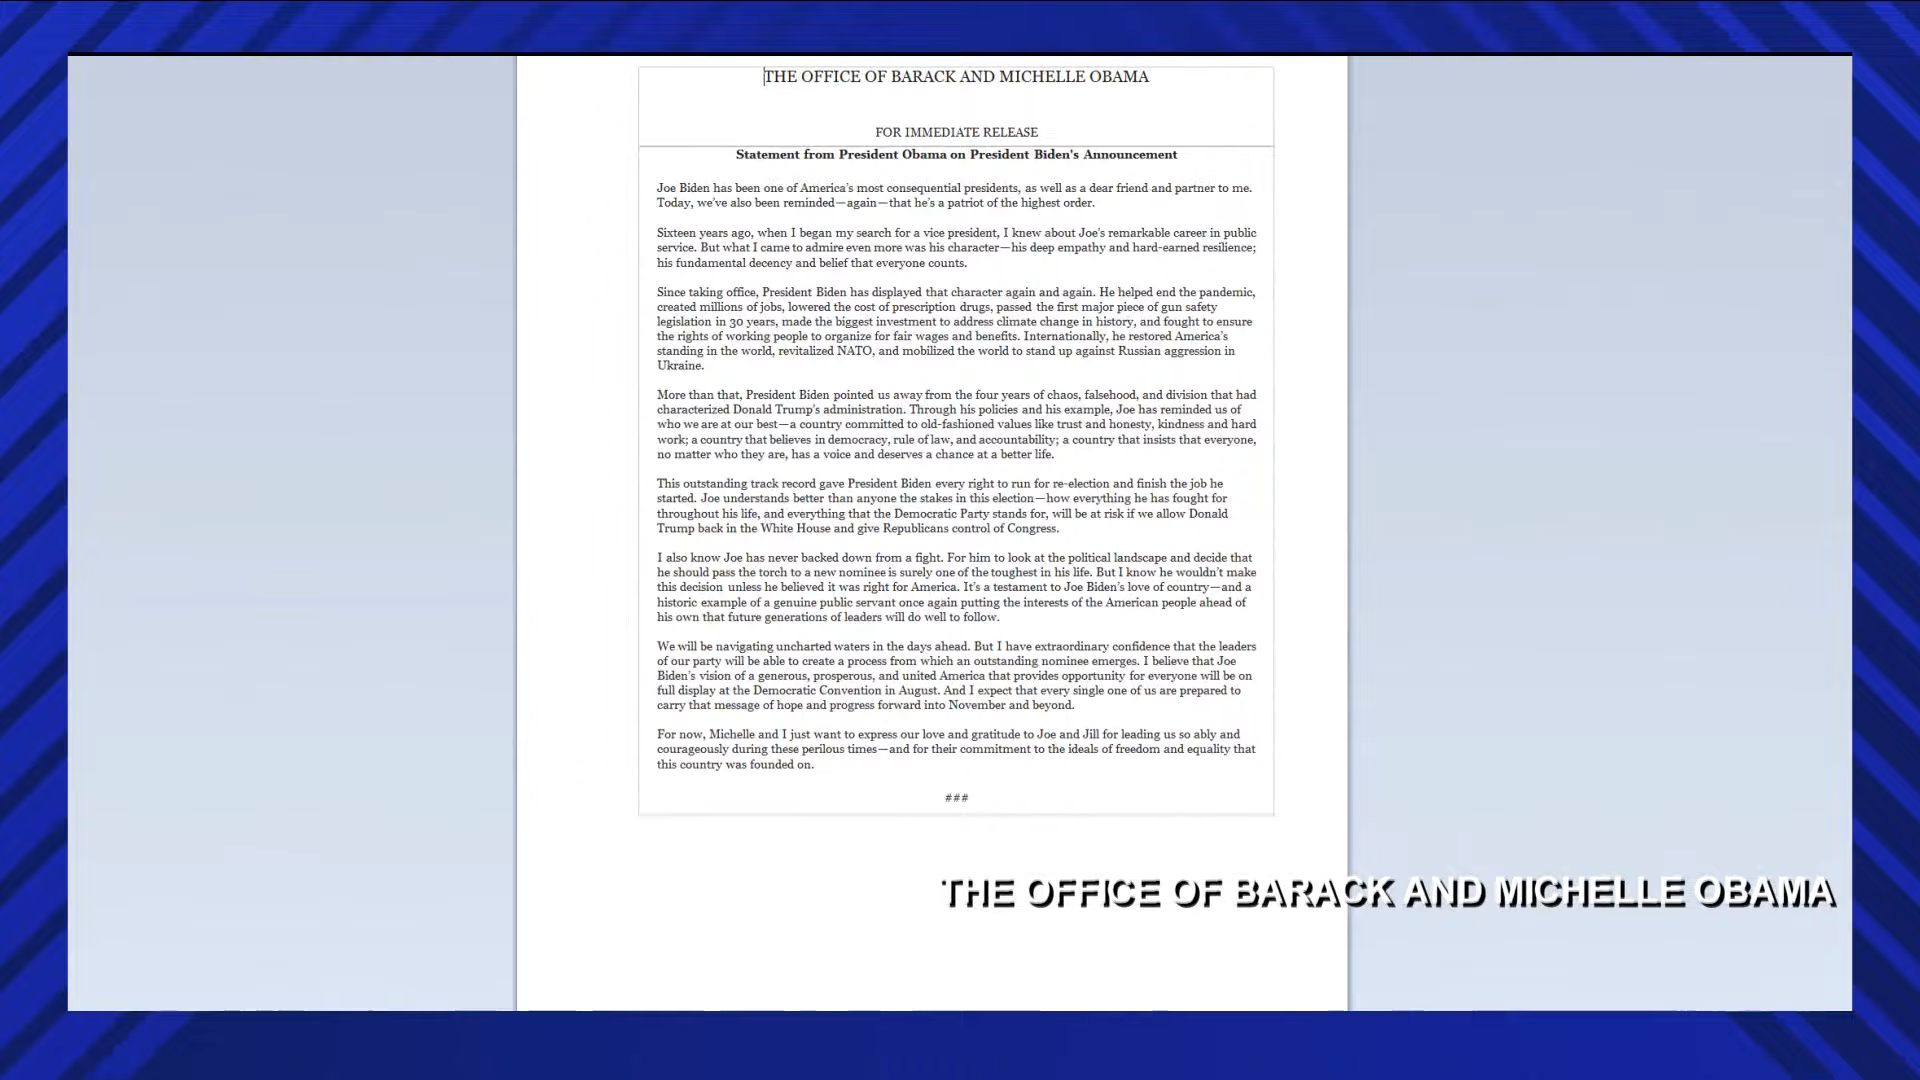 THE OFFICE OF BARACK AND MICHELLE OBAMA
FOR IMMEDIATE RELEASE
Statement from President Obama on President Biden's Announcement
Joe Biden has been one of America's most consequential presidents, as well as a dear friend and partner to me.
Today, we've also been reminded—again—that he's a patriot of the highest order.
Sixteen years ago, when I began my search for a vice president, I knew about Joe's remarkable career in public
service. But what I came to admire even more was his character—his deep empathy and hard-earned resilience;
his fundamental decency and belief that everyone counts.
Since taking office, President Biden has displayed that character again and again. He helped end the pandemic,
created millions of jobs, lowered the cost of prescription drugs, passed the first major piece of gun safety
legislation in 30 years, made the biggest investment to address climate change in history, and fought to ensure
the rights of working people to organize for fair wages and benefits. Internationally, he restored America's
standing in the world, revitalized NATO, and mobilized the world to stand up against Russian aggression in
Ukraine.
More than that, President Biden pointed us away from the four years of chaos, falsehood, and division that had
characterized Donald Trump's administration. Through his policies and his example, Joe has reminded us of
who we are at our best—a country committed to old-fashioned values like trust and honesty, kindness and hard
work; a country that believes in democracy, rule of law, and accountability; a country that insists that everyone,
no matter who they are, has a voice and deserves a chance at a better life.
This outstanding track record gave President Biden every right to run for re-election and finish the job he
started. Joe understands better than anyone the stakes in this election—how everything he has fought for
throughout his life, and everything that the Democratic Party stands for, will be at risk if we allow Donald
Trump back in the White House and give Republicans control of Congress.
I also know Joe has never backed down from a fight. For him to look at the political landscape and decide that
he should pass the torch to a new nominee is surely one of the toughest in his life. But I know he wouldn't make
this decision unless he believed it was right for America. It's a testament to Joe Biden's love of country—and a
historic example of a genuine public servant once again putting the interests of the American people ahead of
his own that future generations of leaders will do well to follow.
We will be navigating uncharted waters in the days ahead. But I have extraordinary confidence that the leaders
of our party will be able to create a process from which an outstanding nominee emerges. I believe that Joe
Biden's vision of a generous, prosperous, and united America that provides opportunity for everyone will be on
full display at the Democratic Convention in August. And I expect that every single one of us are prepared to
carry that message of hope and progress forward into November and beyond.
For now, Michelle and I just want to express our love and gratitude to Joe and Jill for leading us so ably and
courageously during these perilous times—and for their commitment to the ideals of freedom and equality that
this country was founded on.
###
THE OFFICE OF BARACK AND MICHELLE OBAMA